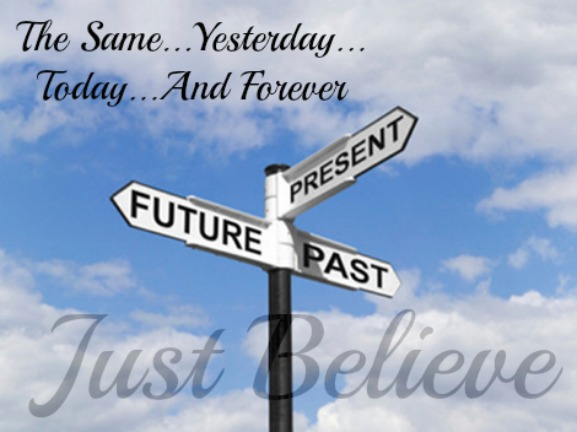 The Same...Yesterday...
Today...And Forever
PRESENT
FUTURE
PAST
Just Believe